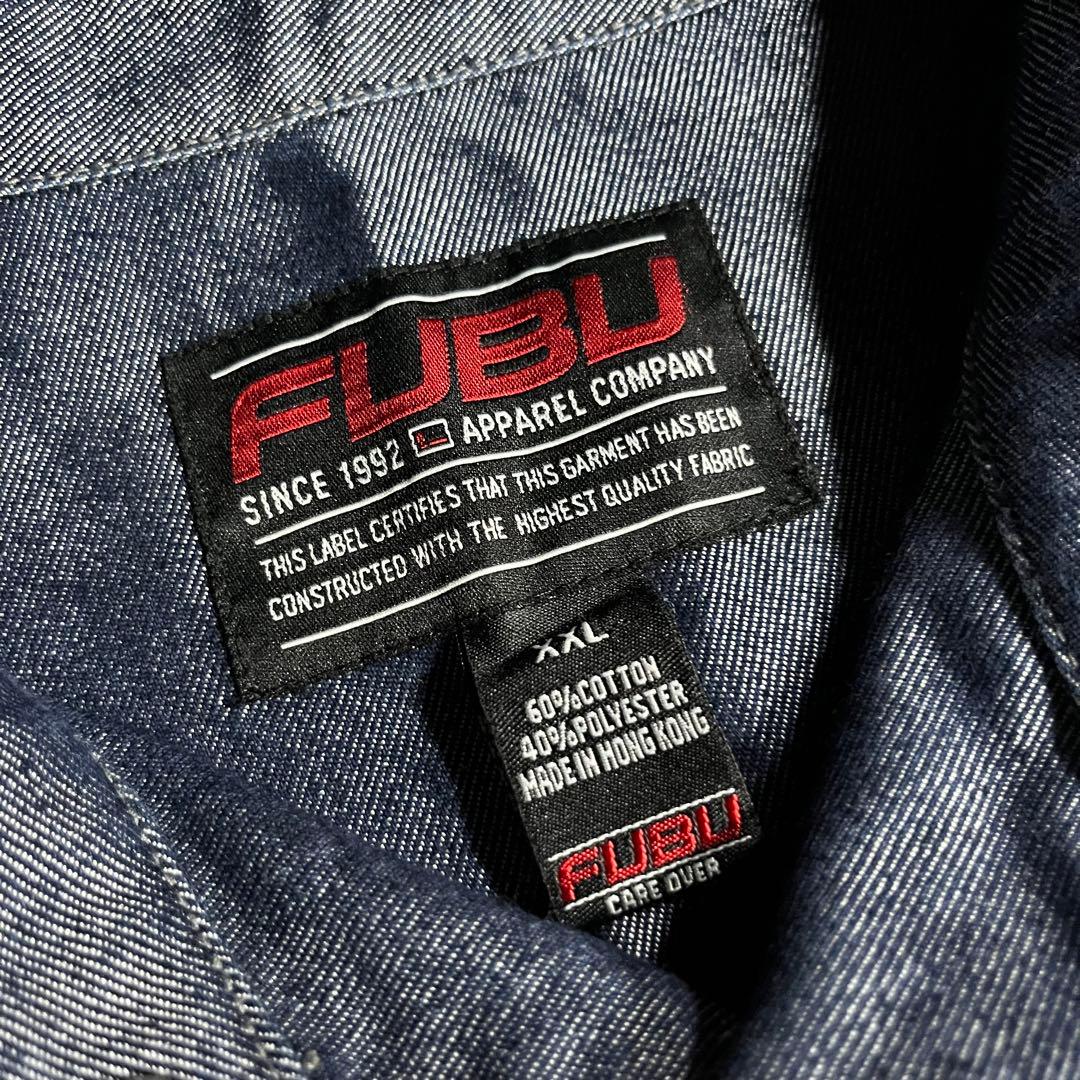 FUBU
SINCE 1992 APPAREL COMPANY
THIS LABEL CERTIFIES THAT THIS GARMENT HAS BEEN
CONSTRUCTED WITH THE HIGHEST QUALITY FABRIC
XXL
60%COTTON
40%POLYESTER
MADE IN HONG KONG
FUBU
CARE OVER